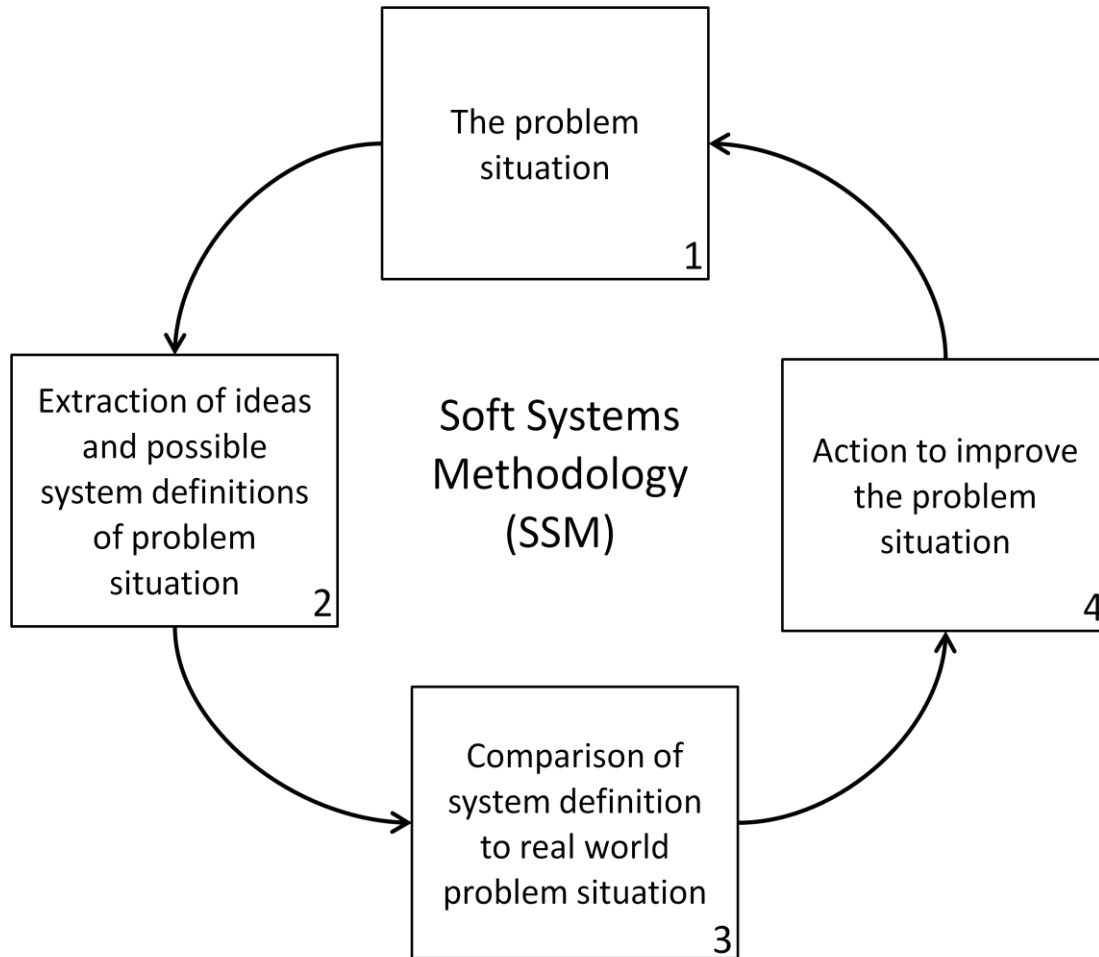 The problem
situation
1
Extraction of ideas
and possible
system definitions
of problem
situation
2
Soft Systems
Methodology
(SSM)
Action to improve
the problem
situation
4
Comparison of
system definition
to real world
problem situation
3